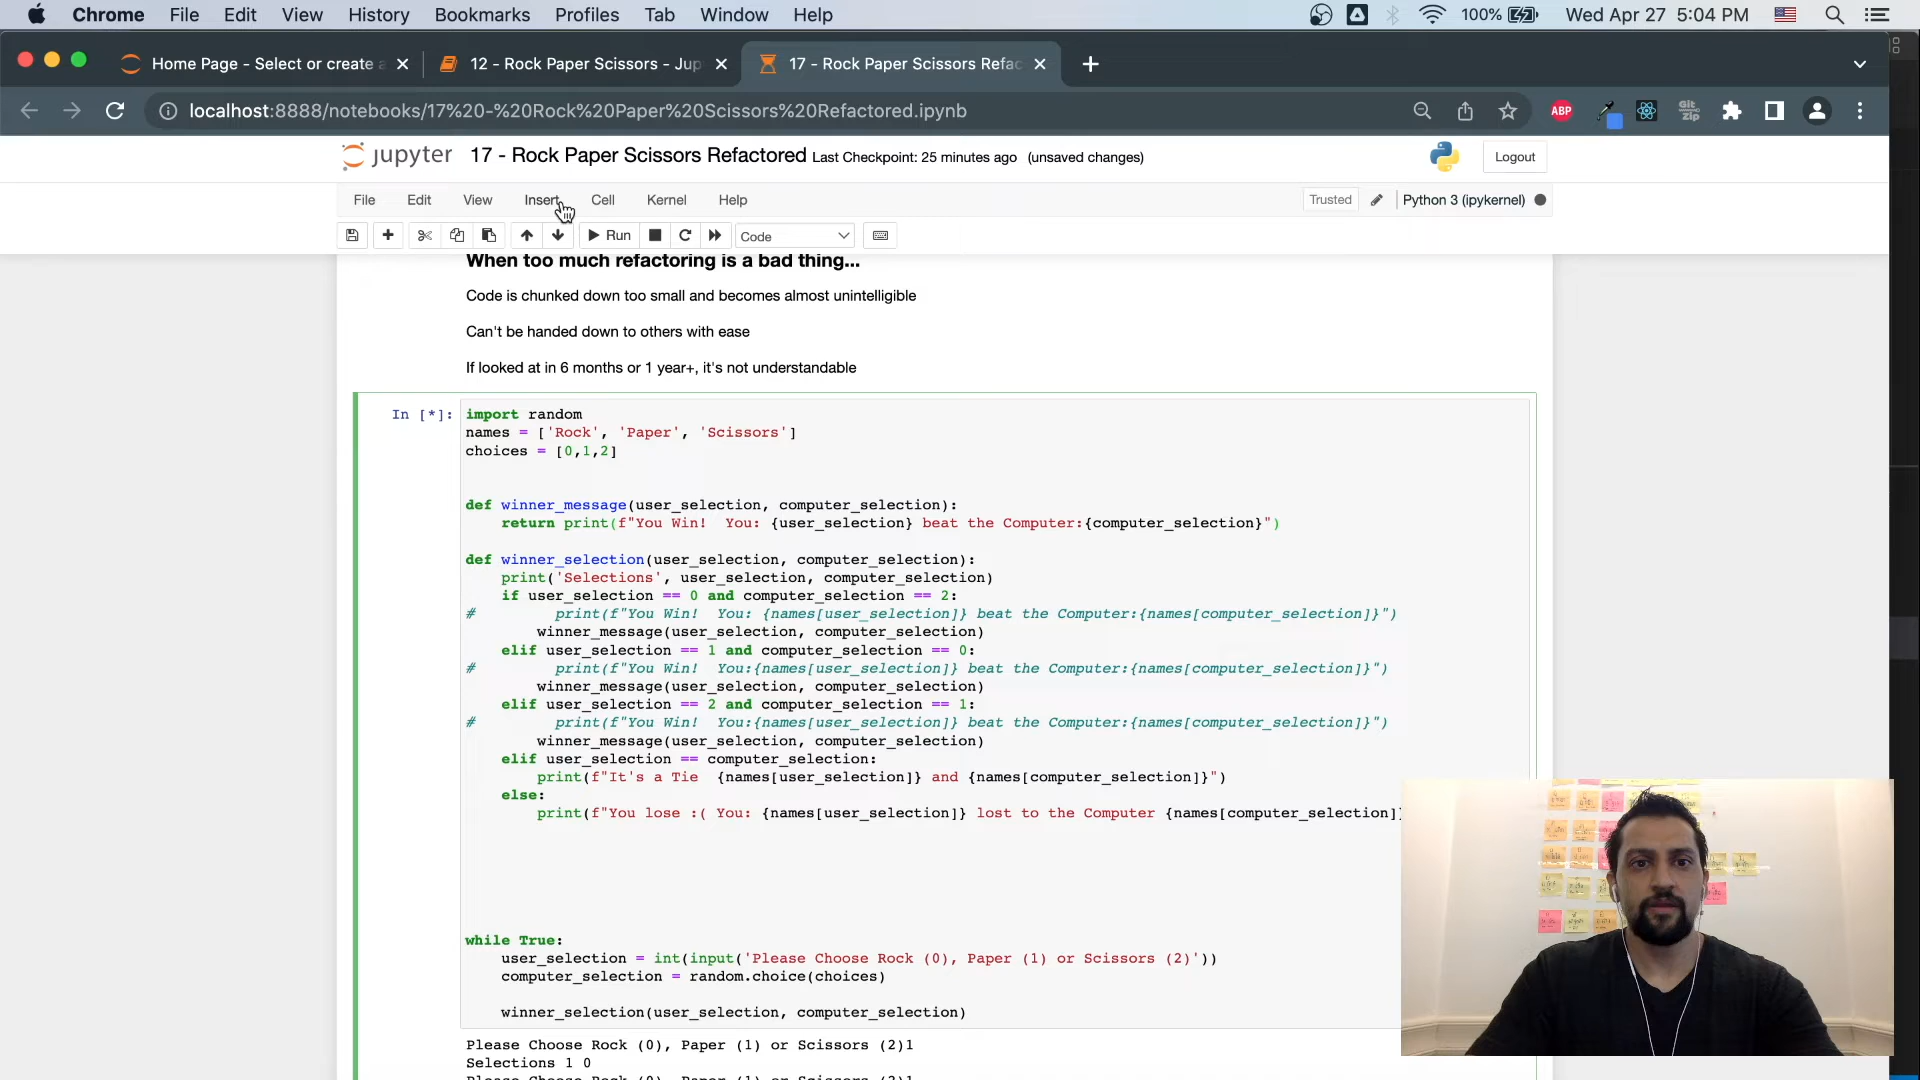 Chrome File Edit View History Bookmarks Profiles Tab Window Help 100% Wed Apr 27 5:04 PM
Home Page - Select or create a 12 - Rock Paper Scissors - Jup 17 - Rock Paper Scissors Refac
localhost:8888/notebooks/17%20-%20Rock%20Paper%20Scissors%20Refactored.ipynb ABP Git Zip
jupyter 17 - Rock Paper Scissors Refactored Last Checkpoint: 25 minutes ago (unsaved changes) Logout
File Edit View Insert Cell Kernel Help Trusted Python 3 (ipykernel)
Run Code
When too much refactoring is a bad thing...
Code is chunked down too small and becomes almost unintelligible
Can't be handed down to others with ease
If looked at in 6 months or 1 year+, it's not understandable
In [*]: import random
names = ['Rock', 'Paper', 'Scissors']
choices = [0,1,2]
def winner_message(user_selection, computer_selection):
return print(f"You Win!  You: {user_selection} beat the Computer:{computer_selection}")
def winner_selection(user_selection, computer_selection):
print('Selections', user_selection, computer_selection)
if user_selection == 0 and computer_selection == 2:
# print(f"You Win!  You: {names[user_selection]} beat the Computer:{names[computer_selection]}")
winner_message(user_selection, computer_selection)
elif user_selection == 1 and computer_selection == 0:
# print(f"You Win!  You:{names[user_selection]} beat the Computer:{names[computer_selection]}")
winner_message(user_selection, computer_selection)
elif user_selection == 2 and computer_selection == 1:
# print(f"You Win!  You:{names[user_selection]} beat the Computer:{names[computer_selection]}")
winner_message(user_selection, computer_selection)
elif user_selection == computer_selection:
print(f"It's a Tie  {names[user_selection]} and {names[computer_selection]}")
else:
print(f"You lose :( You: {names[user_selection]} lost to the Computer {names[computer_selection]
while True:
user_selection = int(input('Please Choose Rock (0), Paper (1) or Scissors (2)'))
computer_selection = random.choice(choices)
winner_selection(user_selection, computer_selection)
Please Choose Rock (0), Paper (1) or Scissors (2)1
Selections 1 0
Please Choose Rock (0), Paper (1) or Scissors (2)1